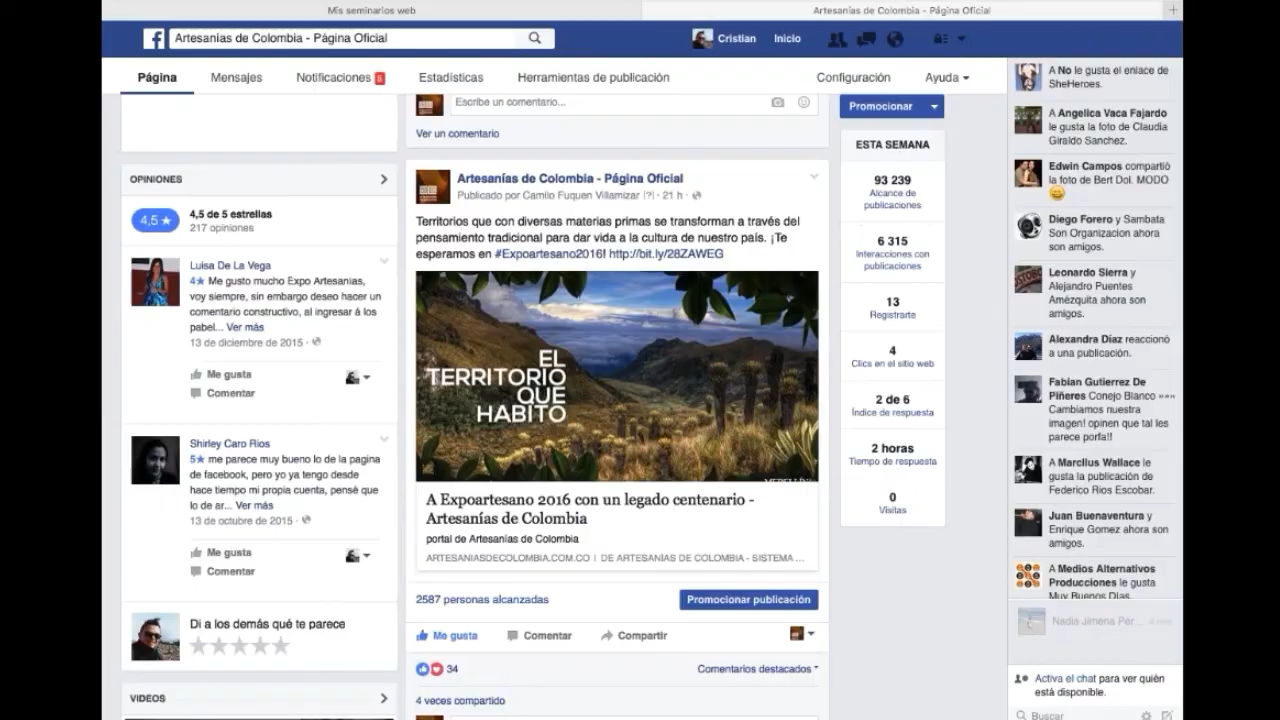 Mis seminarios web
Artesanías de Colombia - Página Oficial
Artesanías de Colombia - Página Oficial
Cristian
Inicio
Página
Mensajes
Notificaciones 5
Estadísticas
Herramientas de publicación
Configuración
Ayuda
OPINIONES
4,5 ★
4,5 de 5 estrellas
217 opiniones
Luisa De La Vega
4★ Me gusto mucho Expo Artesanias,
voy siempre, sin embargo deseo hacer un
comentario constructivo, al ingresar á los
pabel... Ver más
13 de diciembre de 2015 ·
Me gusta
Comentar
Shirley Caro Rios
5★ me parece muy bueno lo de la pagina
de facebook, pero yo ya tengo desde
hace tiempo mi propia cuenta, pensè que
lo de ar... Ver más
13 de octubre de 2015 ·
Me gusta
Comentar
Di a los demás qué te parece
VIDEOS
Escribe un comentario...
Ver un comentario
Artesanías de Colombia - Página Oficial
Publicado por Camilo Fuquen Villamizar [?] · 21 h ·
Territorios que con diversas materias primas se transforman a través del
pensamiento tradicional para dar vida a la cultura de nuestro país. ¡Te
esperamos en #Expoartesano2016! http://bit.ly/28ZAWEG
EL
TERRITORIO
QUE
HABITO
A Expoartesano 2016 con un legado centenario -
Artesanías de Colombia
portal de Artesanías de Colombia
ARTESANIASDECOLOMBIA.COM.CO | DE ARTESANÍAS DE COLOMBIA - SISTEMA ...
2587 personas alcanzadas
Promocionar publicación
Me gusta
Comentar
Compartir
34
Comentarios destacados
4 veces compartido
Promocionar
ESTA SEMANA
93 239
Alcance de
publicaciones
6 315
Interacciones con
publicaciones
13
Registrarte
4
Clics en el sitio web
2 de 6
Índice de respuesta
2 horas
Tiempo de respuesta
0
Visitas
A No le gusta el enlace de
SheHeroes.
A Angelica Vaca Fajardo
le gusta la foto de Claudia
Giraldo Sanchez.
Edwin Campos compartió
la foto de Bert Dol. MODO
Diego Forero y Sambata
Son Organizacion ahora
son amigos.
Leonardo Sierra y
Alejandro Puentes
Amézquita ahora son
amigos.
Alexandra Díaz reaccionó
a una publicación.
Fabian Gutierrez De
Piñeres Conejo Blanco »»»
Cambiamos nuestra
imagen! opinen que tal les
parece porfa!!
A Marcllus Wallace le
gusta la publicación de
Federico Rios Escobar.
Juan Buenaventura y
Enrique Gomez ahora son
amigos.
A Medios Alternativos
Producciones le gusta
Muy Buenos Dias.
Nadia Jimena Pér...
Activa el chat para ver quién
está disponible.
Buscar